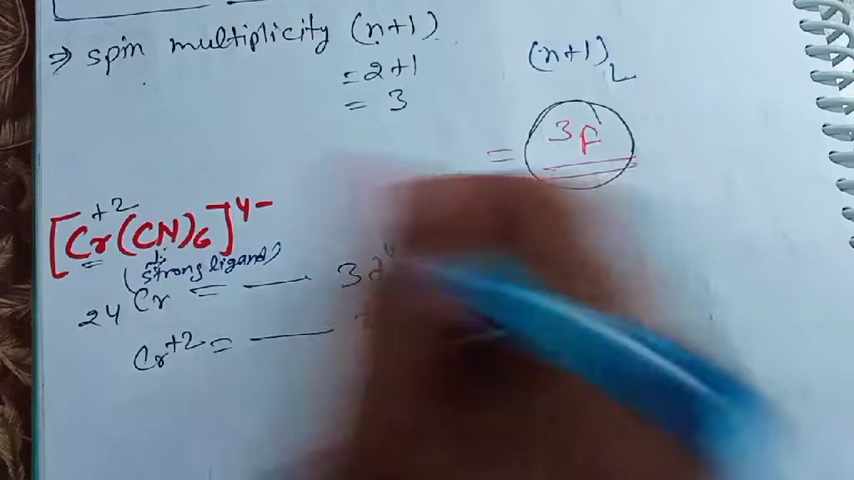 ⇒ spin multiplicity (n+1)
= 2+1
= 3
(n+1)L
= 3F
+2
[Cr(CN)6]4-
(strong ligand)
24 Cr = — 3d
Cr+2 = —